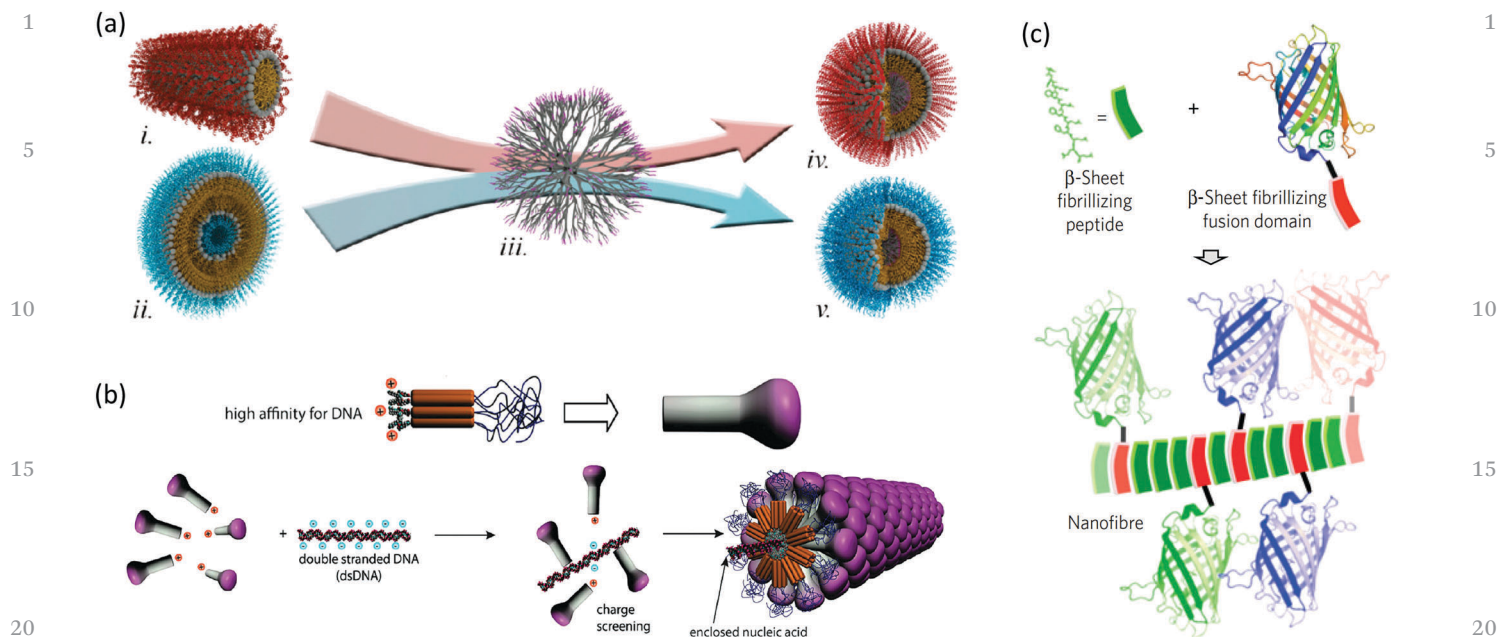 1
5
10
15
20
(a)
i.
ii.
iii.
iv.
v.
(b)
high affinity for DNA
+
+
+
+
+
+
+
+
+
- - - - - -
- - - - - -
double stranded DNA
(dsDNA)
+
-
-
+
charge
screening
enclosed nucleic acid
(c)
=
+
β-Sheet
fibrillizing
peptide
β-Sheet fibrillizing
fusion domain
Nanofibre
1
5
10
15
20